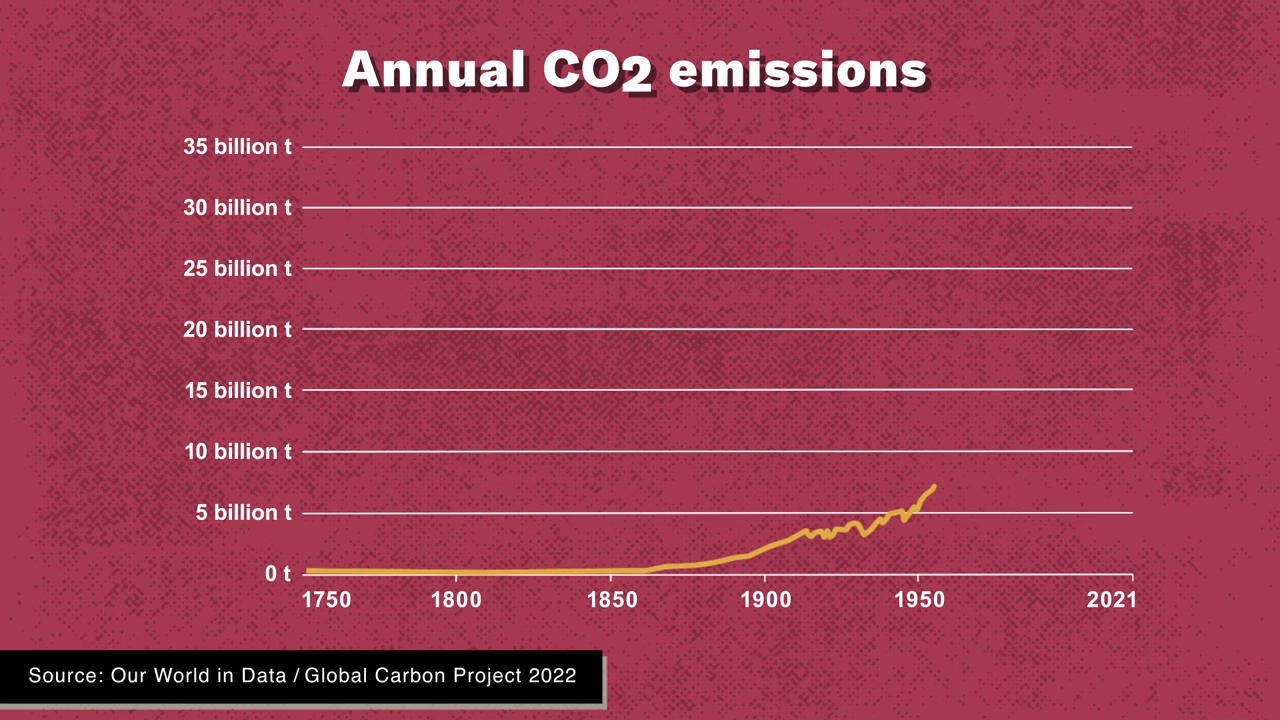 Annual CO2 emissions
35 billion t
30 billion t
25 billion t
20 billion t
15 billion t
10 billion t
5 billion t
0 t
1750 1800 1850 1900 1950 2021
Source: Our World in Data / Global Carbon Project 2022